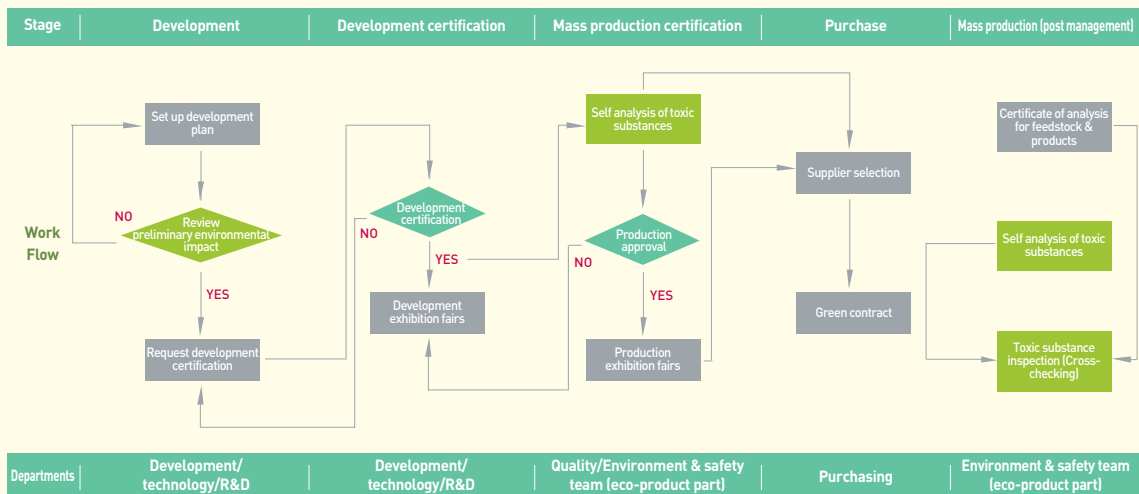 Stage
Development
Development certification
Mass production certification
Purchase
Mass production (post management)
Work
Flow
Set up development
plan
NO
Review
preliminary environmental
impact
YES
Request development
certification
Development
certification
NO
YES
Development
exhibition fairs
Self analysis of toxic
substances
Production
approval
NO
YES
Production
exhibition fairs
Supplier selection
Green contract
Certificate of analysis
for feedstock &
products
Self analysis of toxic
substances
Toxic substance
inspection (Cross-
checking)
Departments
Development/
technology/R&D
Development/
technology/R&D
Quality/Environment & safety
team (eco-product part)
Purchasing
Environment & safety team
(eco-product part)